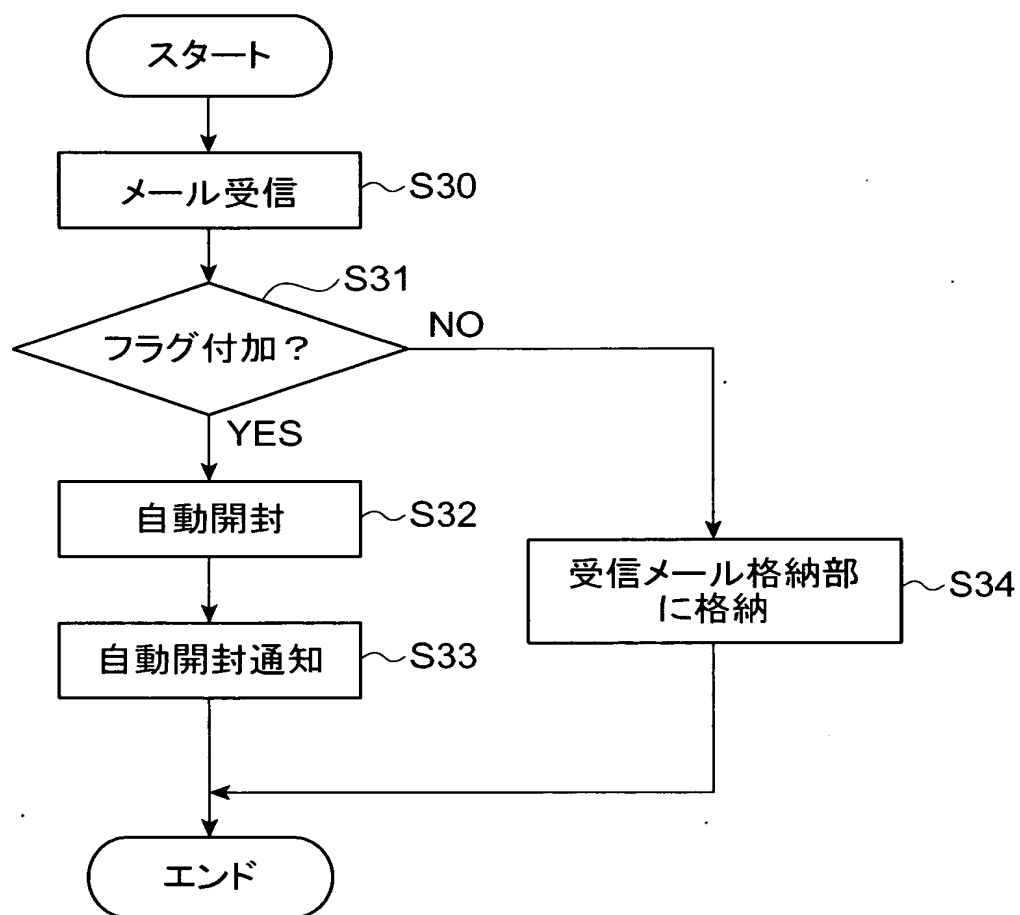 スタート
メール受信
S30
S31
フラグ付加？
NO
YES
自動開封
S32
受信メール格納部
に格納
S34
自動開封通知
S33
エンド